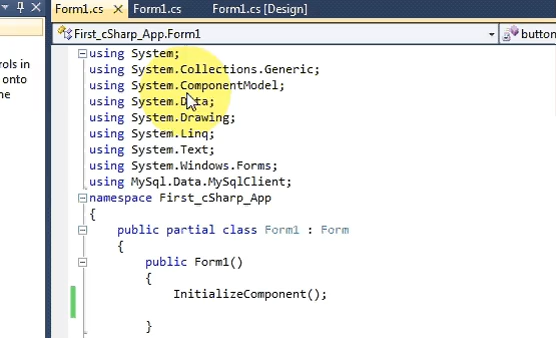 Form1.cs × Form1.cs Form1.cs [Design]
First_cSharp_App.Form1 button
rols in
onto
ne
using System;
using System.Collections.Generic;
using System.ComponentModel;
using System.Data;
using System.Drawing;
using System.Linq;
using System.Text;
using System.Windows.Forms;
using MySql.Data.MySqlClient;
namespace First_cSharp_App
{
public partial class Form1 : Form
{
public Form1()
{
InitializeComponent();
}